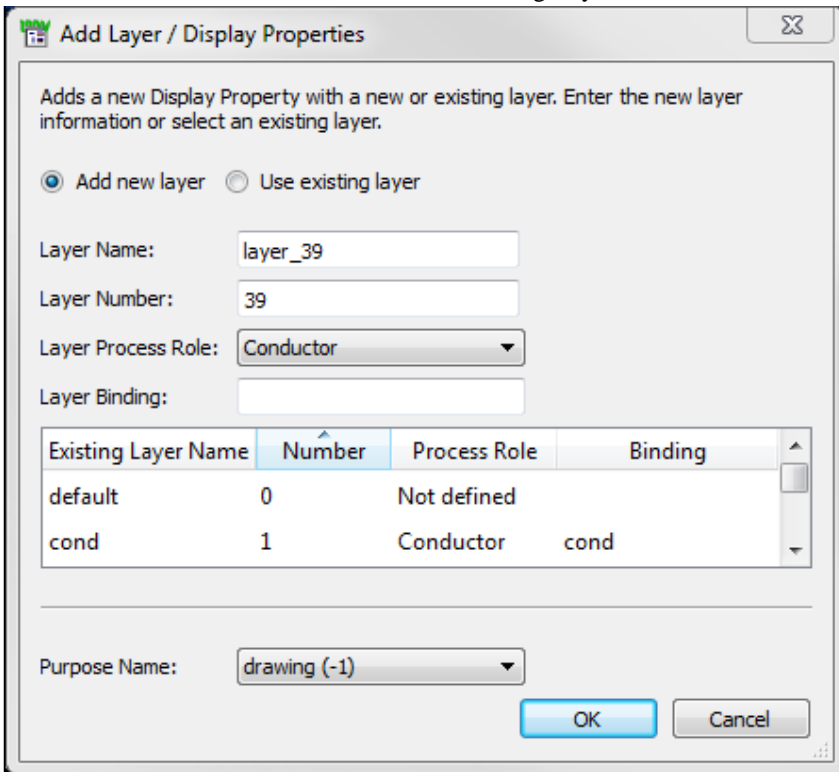 Add Layer / Display Properties
Adds a new Display Property with a new or existing layer. Enter the new layer
information or select an existing layer.
Add new layer Use existing layer
Layer Name: layer_39
Layer Number: 39
Layer Process Role: Conductor
Layer Binding:
Existing Layer Name Number Process Role Binding
default 0 Not defined
cond 1 Conductor cond
Purpose Name: drawing (-1)
OK Cancel